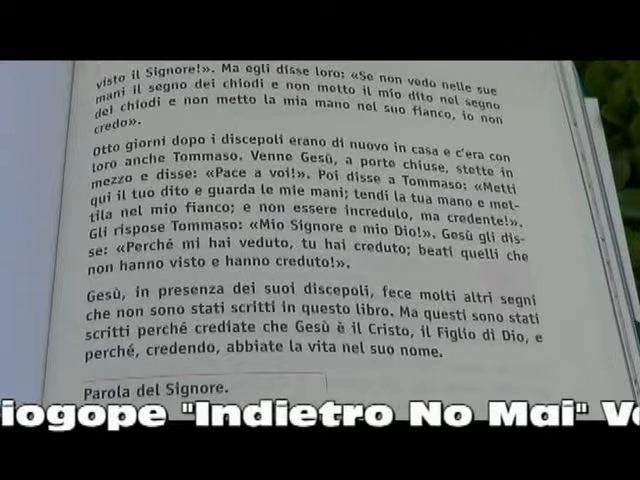 visto il Signore!». Ma egli disse loro: «Se non vedo nelle sue
mani il segno dei chiodi e non metto il mio dito nel segno
dei chiodi e non metto la mia mano nel suo fianco, io non
credo».
Otto giorni dopo i discepoli erano di nuovo in casa e c'era con
loro anche Tommaso. Venne Gesù, a porte chiuse, stette in
mezzo e disse: «Pace a voi!». Poi disse a Tommaso: «Metti
qui il tuo dito e guarda le mie mani; tendi la tua mano e met-
tila nel mio fianco; e non essere incredulo, ma credente!».
Gli rispose Tommaso: «Mio Signore e mio Dio!». Gesù gli dis-
se: «Perché mi hai veduto, tu hai creduto; beati quelli che
non hanno visto e hanno creduto!».
Gesù, in presenza dei suoi discepoli, fece molti altri segni
che non sono stati scritti in questo libro. Ma questi sono stati
scritti perché crediate che Gesù è il Cristo, il Figlio di Dio, e
perché, credendo, abbiate la vita nel suo nome.
Parola del Signore.
iogope "Indietro No Mai" Ve